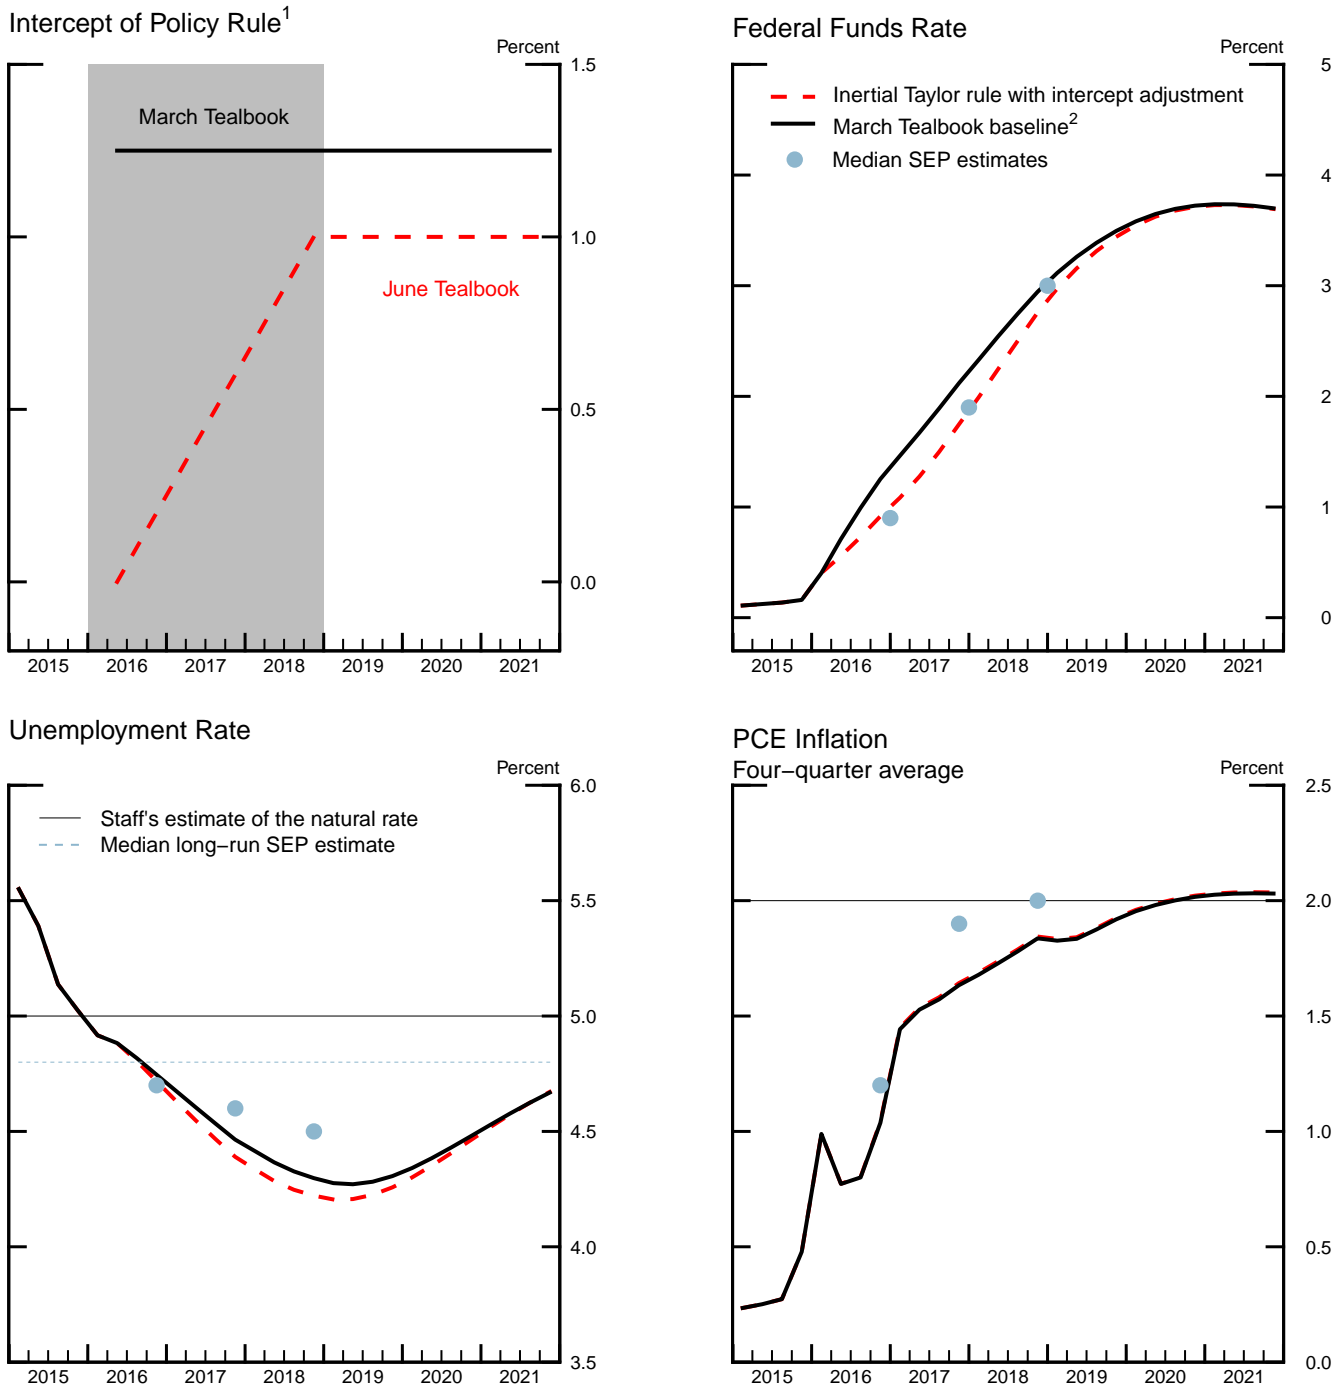 Intercept of Policy Rule1
Percent
1.5
March Tealbook
1.0
June Tealbook
0.5
0.0
2015 2016 2017 2018 2019 2020 2021
Federal Funds Rate
Percent
5
Inertial Taylor rule with intercept adjustment
March Tealbook baseline2
Median SEP estimates
4
3
2
1
0
2015 2016 2017 2018 2019 2020 2021
Unemployment Rate
Percent
6.0
Staff's estimate of the natural rate
Median long−run SEP estimate
5.5
5.0
4.5
4.0
3.5
2015 2016 2017 2018 2019 2020 2021
PCE Inflation
Four−quarter average
Percent
2.5
2.0
1.5
1.0
0.5
0.0
2015 2016 2017 2018 2019 2020 2021